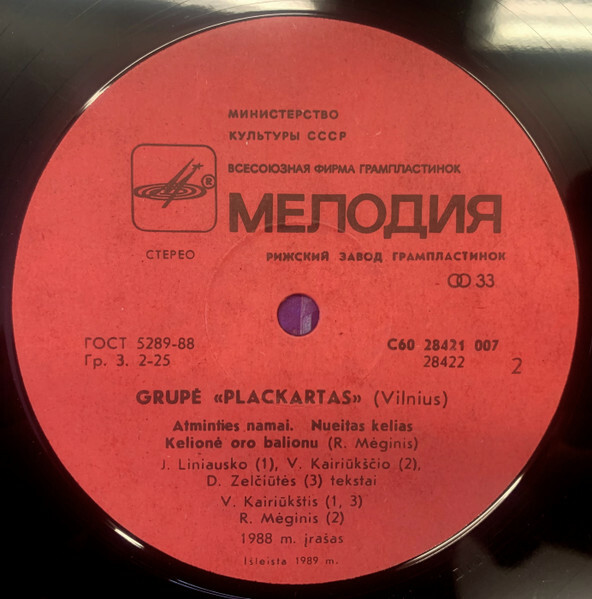 МИНИСТЕРСТВО
КУЛЬТУРЫ СССР
ВСЕСОЮЗНАЯ ФИРМА ГРАМПЛАСТИНОК
®
МЕЛОДИЯ
СТЕРЕО
РИЖСКИЙ ЗАВОД ГРАМПЛАСТИНОК
33
ГОСТ 5289-88
С60 28421 007
Гр. 3. 2-25
28422
2
GRUPĖ «PLACKARTAS» (Vilnius)
Atminties namai. Nueitas kelias
Kelionė oro balionu (R. Mėginis)
J. Liniausko (1), V. Kairiūkščio (2),
D. Zelčiūtės (3) tekstai
V. Kairiūkštis (1, 3)
R. Mėginis (2)
1988 m. įrašas
Išleista 1989 m.